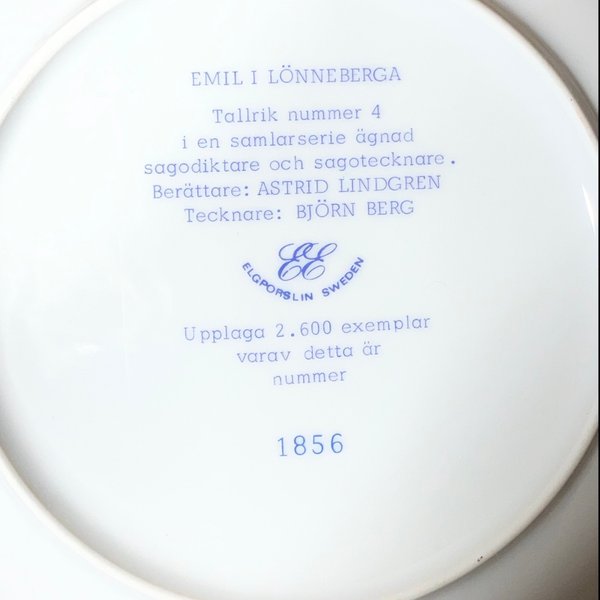 EMIL I LÖNNEBERGA
Tallrik nummer 4
i en samlarserie ägnad
sagodiktare och sagotecknare.
Berättare: ASTRID LINDGREN
Tecknare: BJÖRN BERG
EE
ELGPORSLIN SWEDEN
Upplaga 2.600 exemplar
varav detta är
nummer
1856